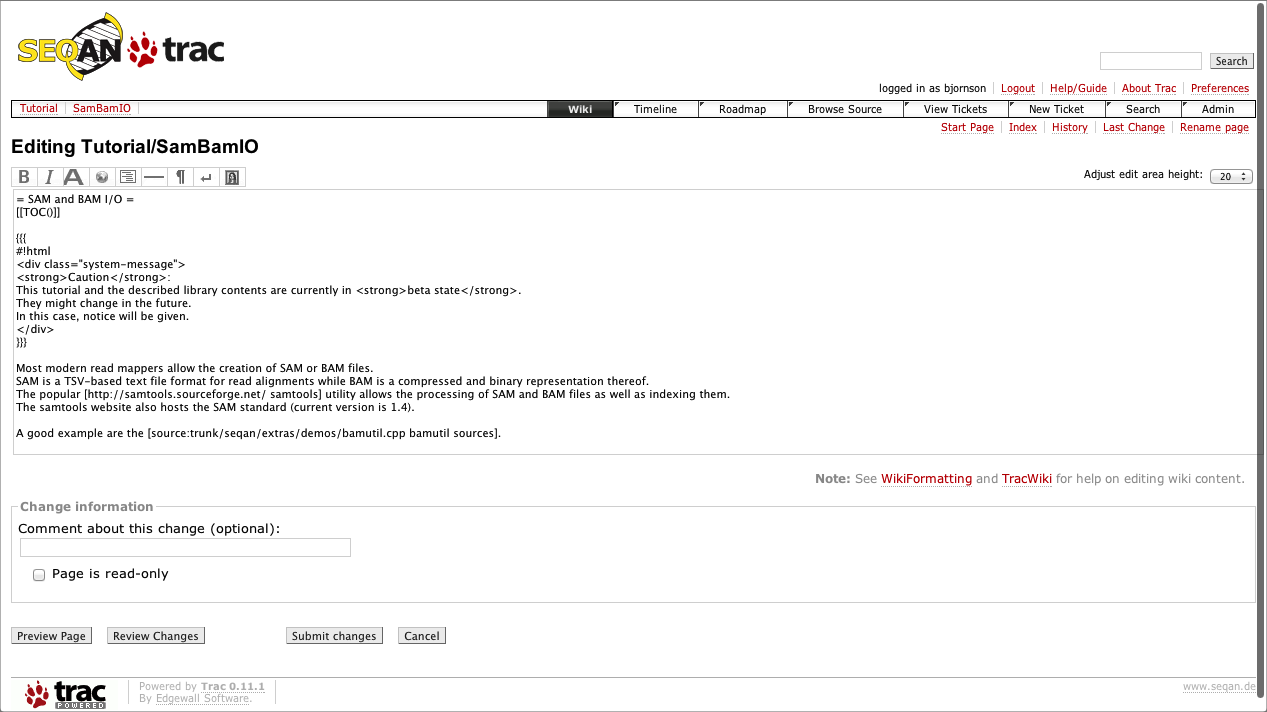 SEQAN trac
Search
logged in as bjornson Logout Help/Guide About Trac Preferences
Tutorial SamBamIO Wiki Timeline Roadmap Browse Source View Tickets New Ticket Search Admin
Start Page Index History Last Change Rename page
Editing Tutorial/SamBamIO
B I A ¶ Adjust edit area height: 20
= SAM and BAM I/O =
[[TOC()]]
{{{
#!html
<div class="system-message">
<strong>Caution</strong>:
This tutorial and the described library contents are currently in <strong>beta state</strong>.
They might change in the future.
In this case, notice will be given.
</div>
}}}
Most modern read mappers allow the creation of SAM or BAM files.
SAM is a TSV-based text file format for read alignments while BAM is a compressed and binary representation thereof.
The popular [http://samtools.sourceforge.net/ samtools] utility allows the processing of SAM and BAM files as well as indexing them.
The samtools website also hosts the SAM standard (current version is 1.4).
A good example are the [source:trunk/seqan/extras/demos/bamutil.cpp bamutil sources].
Note: See WikiFormatting and TracWiki for help on editing wiki content.
Change information
Comment about this change (optional):
Page is read-only
Preview Page Review Changes Submit changes Cancel
trac POWERED
Powered by Trac 0.11.1
By Edgewall Software.
www.seqan.de